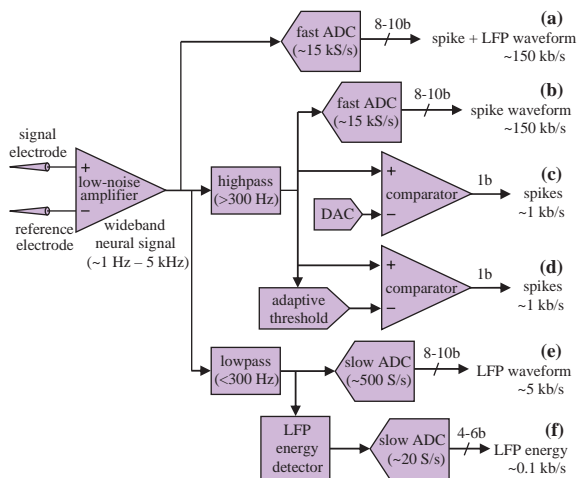 (a)
fast ADC
(~15 kS/s)
8-10b
spike + LFP waveform
~150 kb/s
(b)
fast ADC
(~15 kS/s)
8-10b
spike waveform
~150 kb/s
signal
electrode
+
low-noise
amplifier
−
reference
electrode
wideband
neural signal
(~1 Hz – 5 kHz)
highpass
(>300 Hz)
(c)
+
comparator
−
DAC
1b
spikes
~1 kb/s
(d)
+
comparator
−
adaptive
threshold
1b
spikes
~1 kb/s
(e)
lowpass
(<300 Hz)
slow ADC
(~500 S/s)
8-10b
LFP waveform
~5 kb/s
(f)
LFP
energy
detector
slow ADC
(~20 S/s)
4-6b
LFP energy
~0.1 kb/s